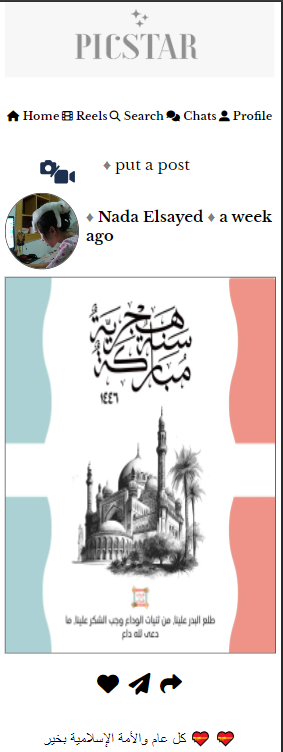 PICSTAR
Home Reels Search Chats Profile
♦ put a post
♦ Nada Elsayed ♦ a week
ago
سنة هجرية
مباركة
١٤٤٦
طلع البدر علينا, من ثنيات الوداع وجب الشكر علينا, ما
دعى لله داع
كل عام والأمة الإسلامية بخير